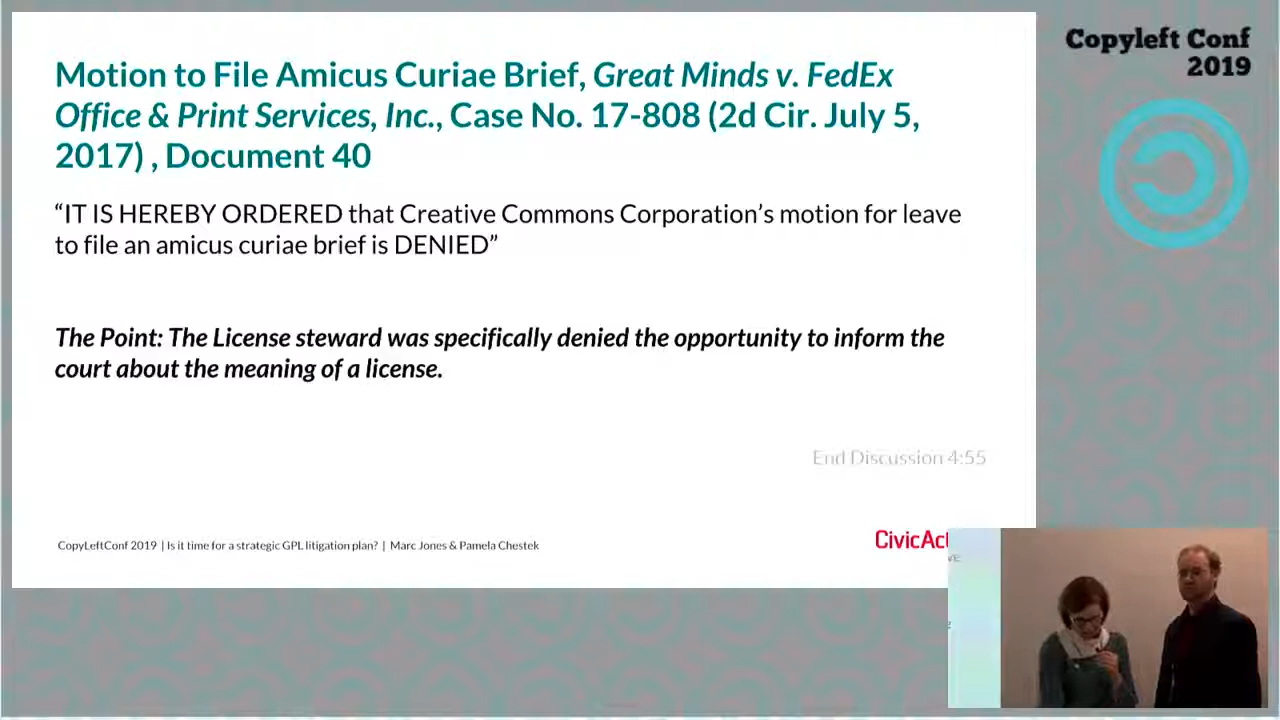 Motion to File Amicus Curiae Brief, Great Minds v. FedEx
Office & Print Services, Inc., Case No. 17-808 (2d Cir. July 5,
2017) , Document 40
“IT IS HEREBY ORDERED that Creative Commons Corporation’s motion for leave
to file an amicus curiae brief is DENIED”
The Point: The License steward was specifically denied the opportunity to inform the
court about the meaning of a license.
End Discussion 4:55
CopyLeftConf 2019 | Is it time for a strategic GPL litigation plan? | Marc Jones & Pamela Chestek
CivicAct
Copyleft Conf
2019